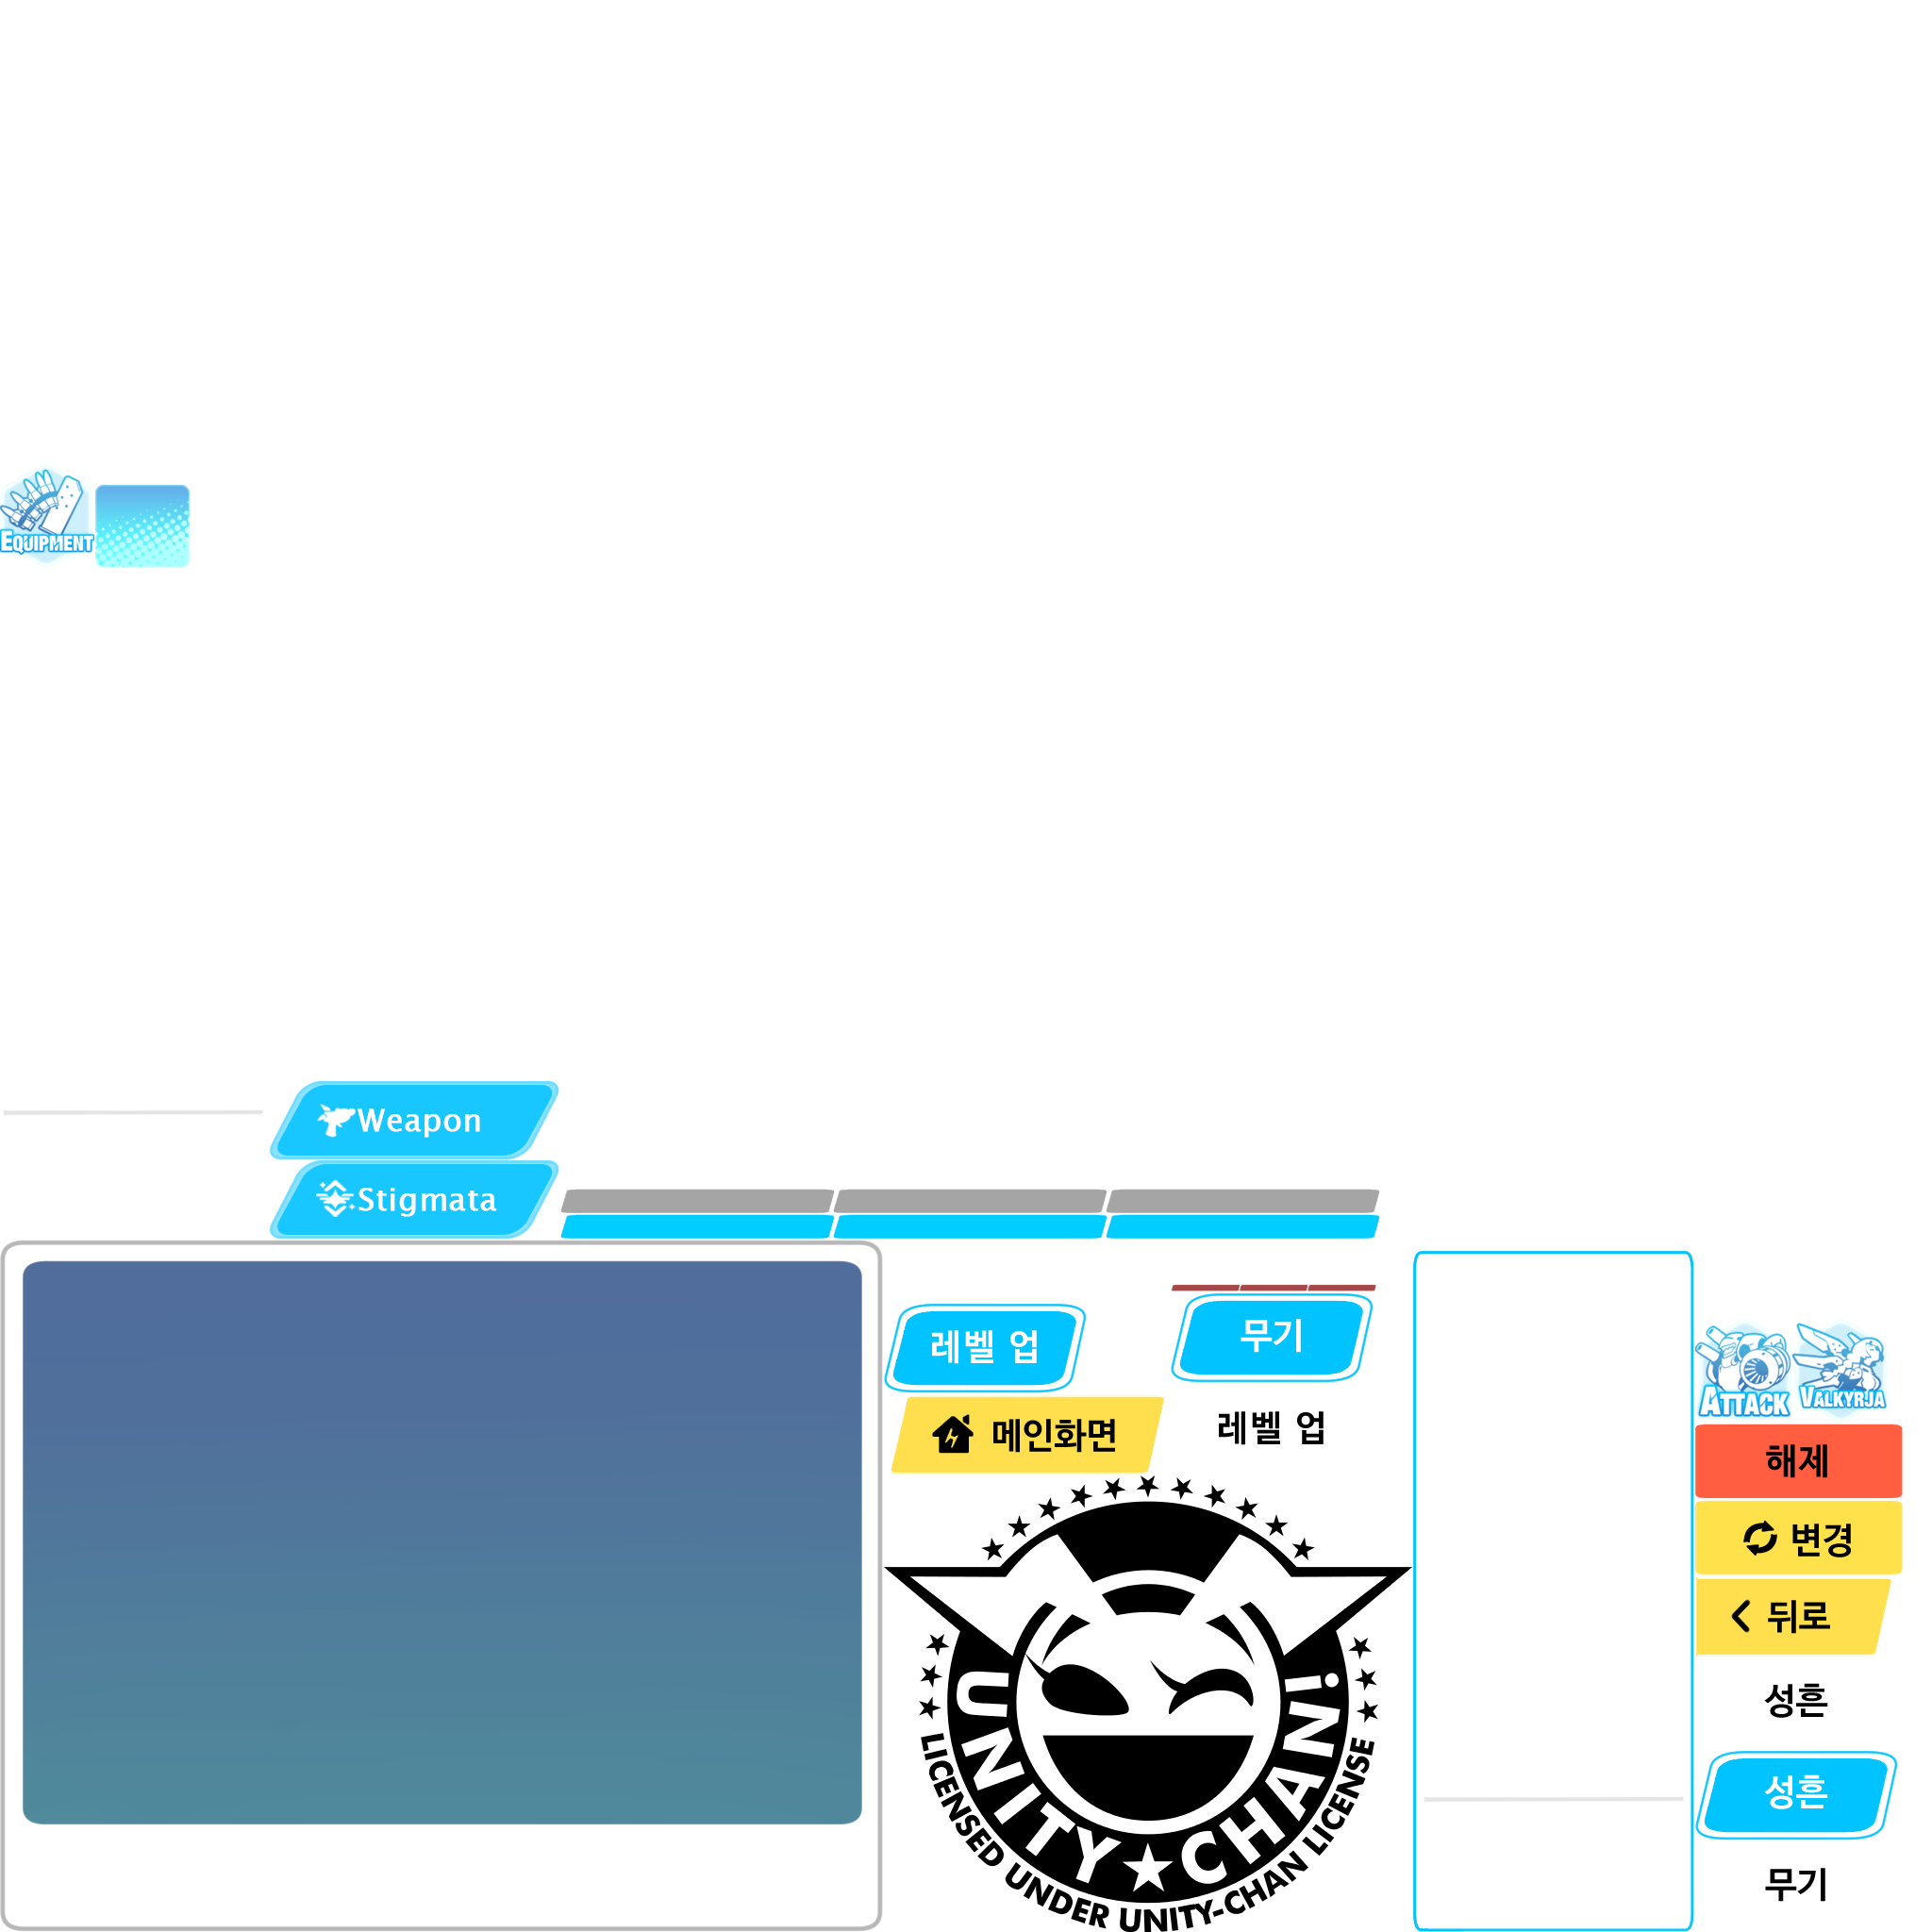 EQUIPMENT
Weapon
Stigmata
레벨 업
무기
메인화면
레벨 업
ATTACK
VALKYRJA
해제
변경
뒤로
성흔
성흔
무기
UNITY★CHAN!
LICENSED UNDER UNITY-CHAN LICENSE